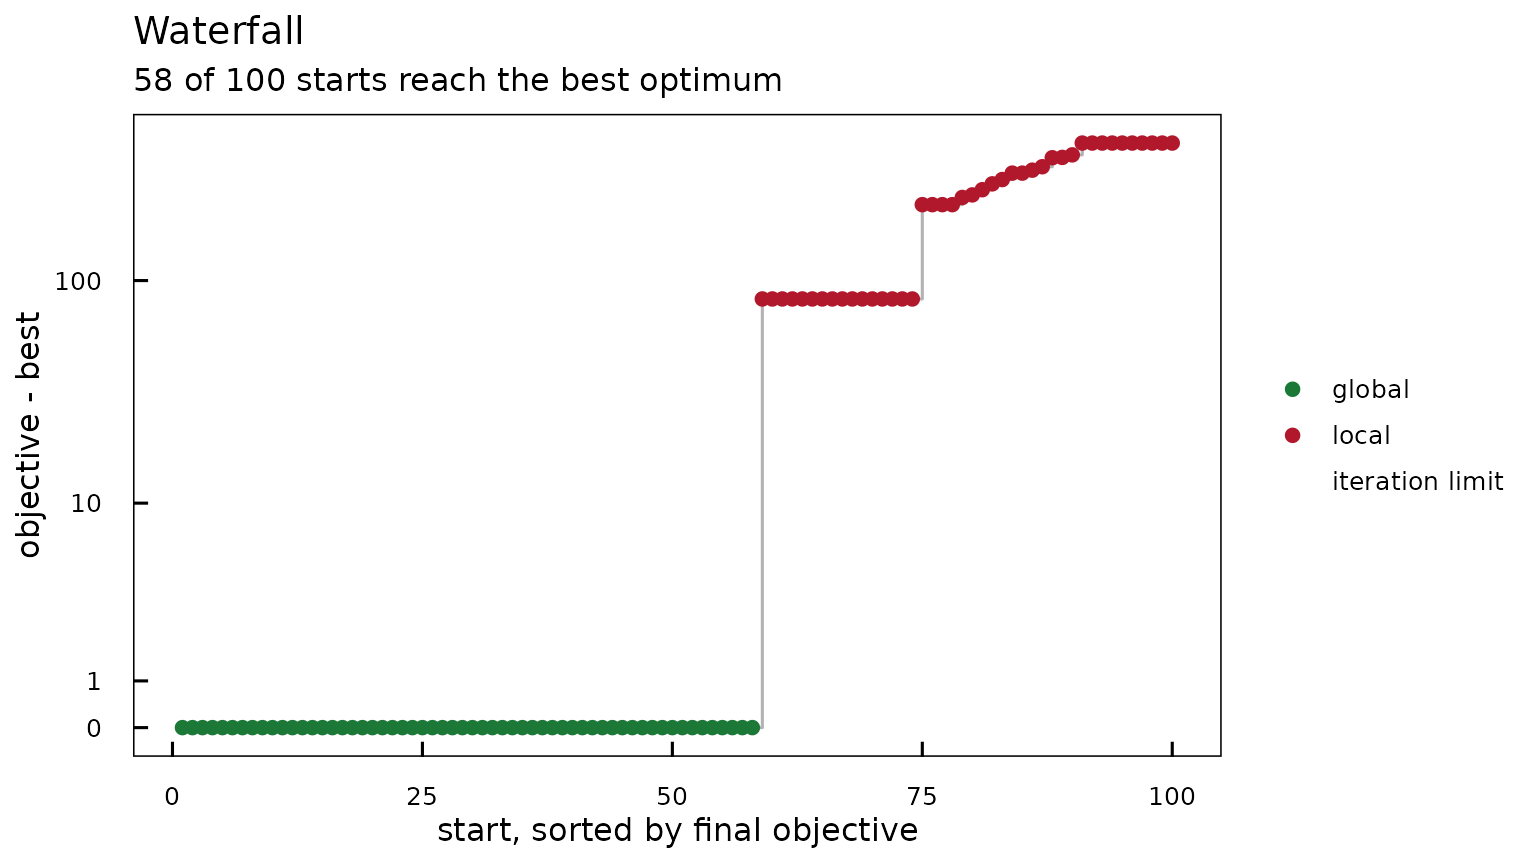 Waterfall
58 of 100 starts reach the best optimum
objective - best
100
10
1
0
0 25 50 75 100
start, sorted by final objective
global
local
iteration limit